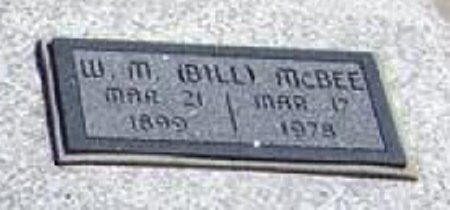 W. M. (BILL) MCBEE
MAR 21 MAR 17
1899 1978